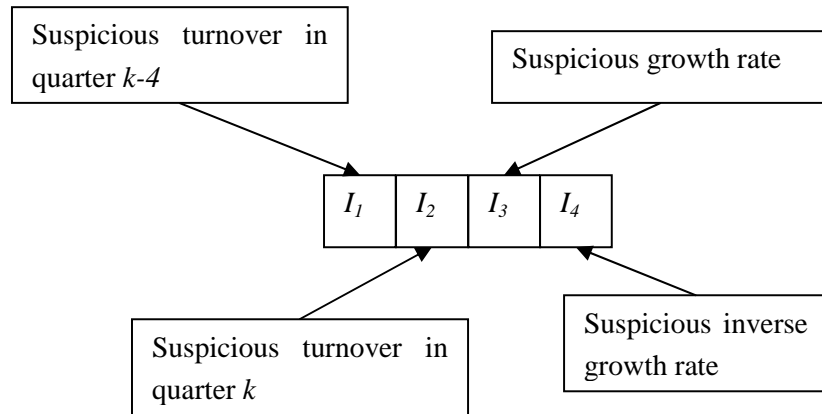 Suspicious turnover in
quarter k-4
Suspicious growth rate
I1 I2 I3 I4
Suspicious turnover in
quarter k
Suspicious inverse
growth rate